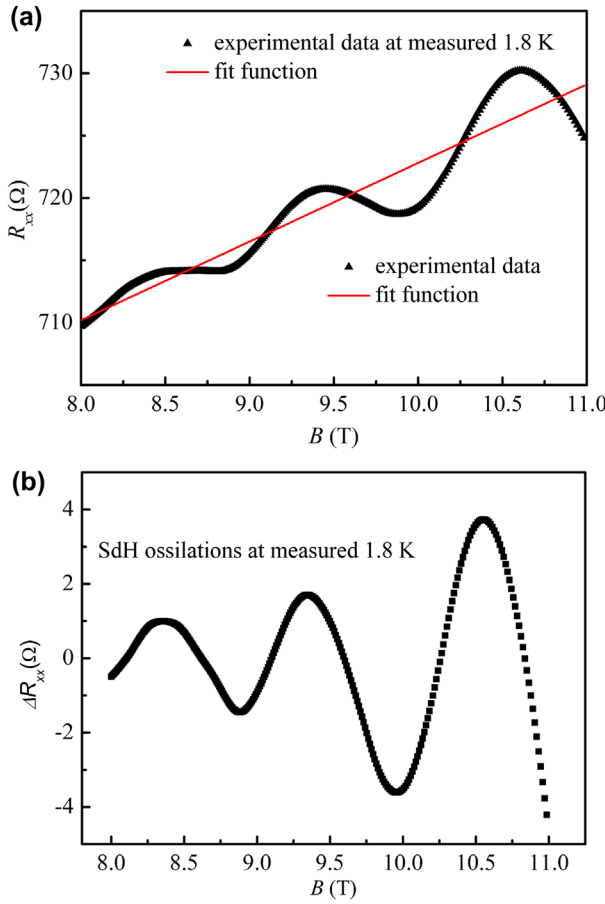 (a)
experimental data at measured 1.8 K
fit function
730
720
710
Rxx(Ω)
experimental data
fit function
8.0 8.5 9.0 9.5 10.0 10.5 11.0
B (T)
(b)
4
2
0
-2
-4
ΔRxx(Ω)
SdH ossilations at measured 1.8 K
8.0 8.5 9.0 9.5 10.0 10.5 11.0
B (T)